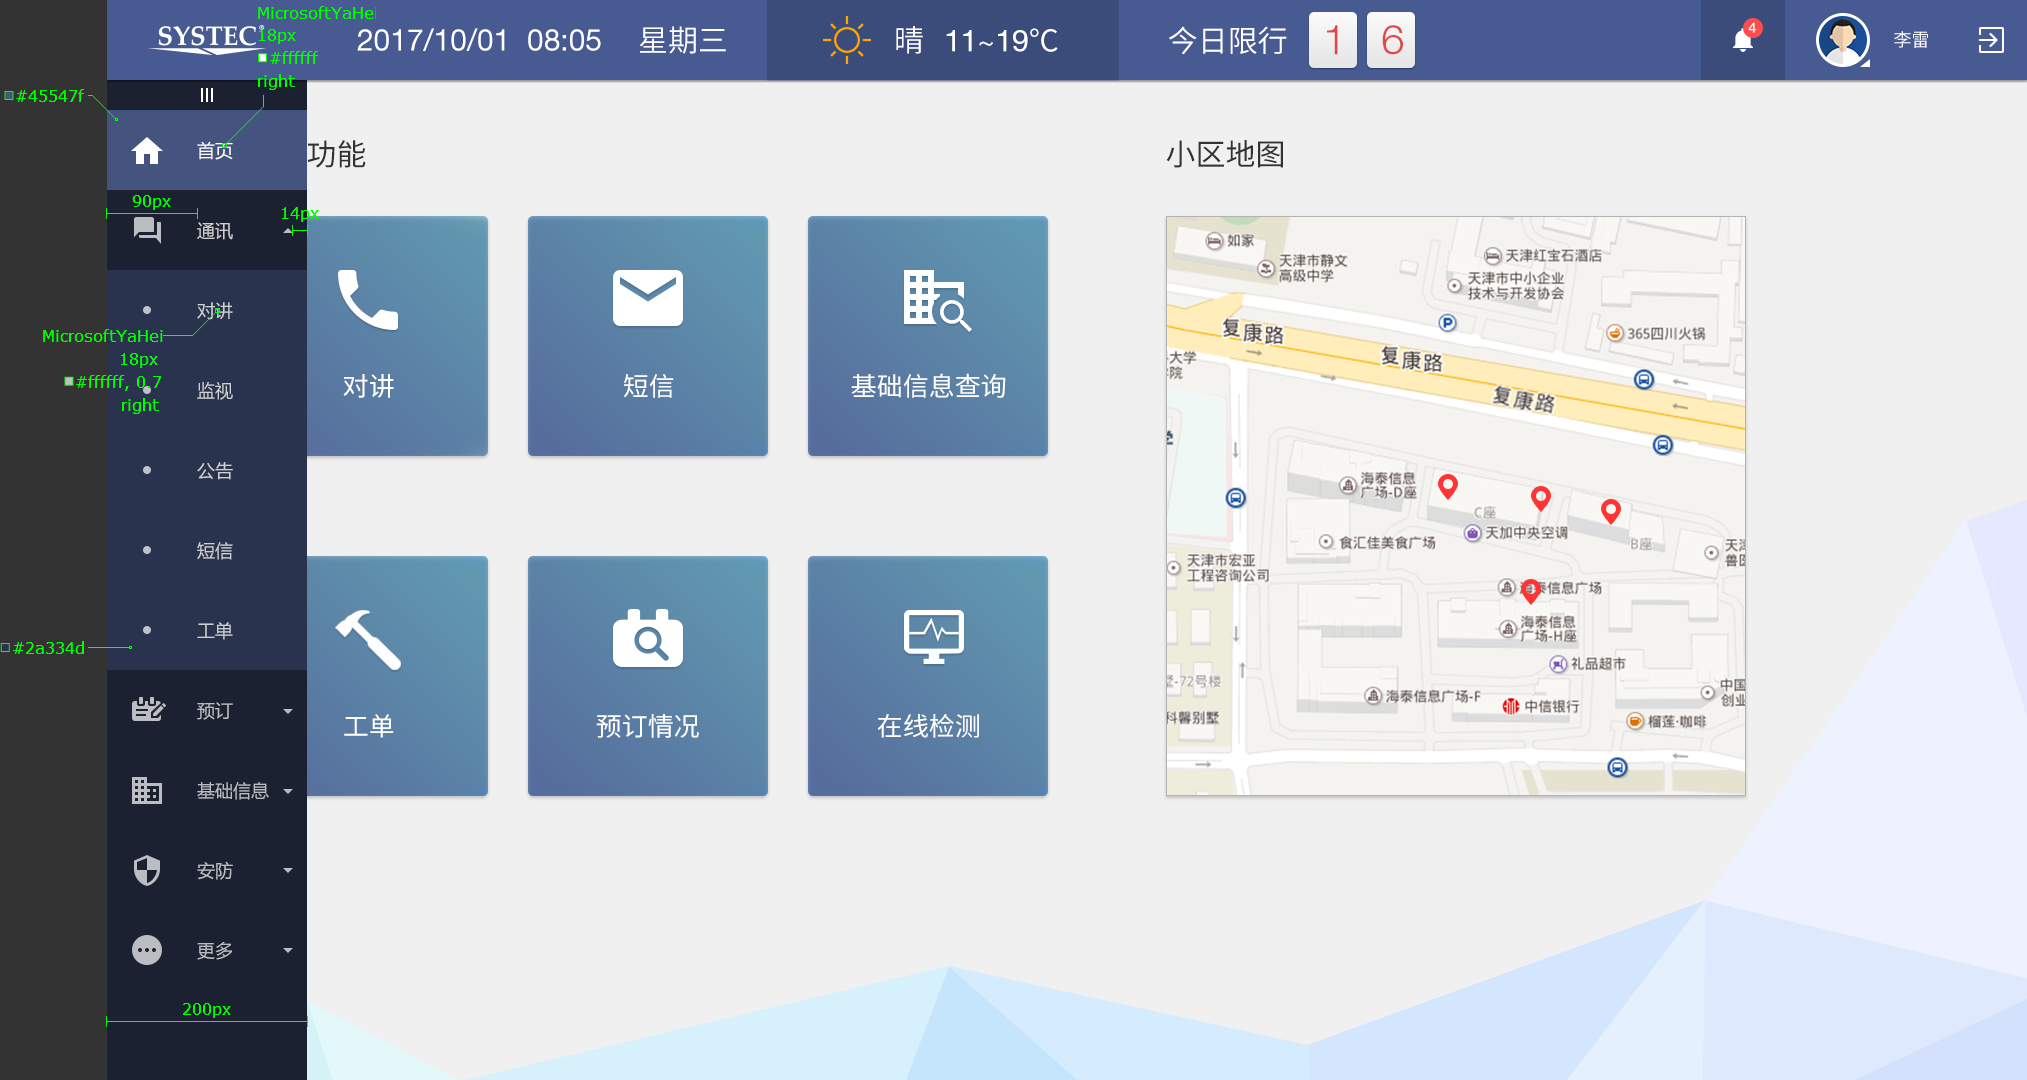 SYSTEC
2017/10/01 08:05 星期三
晴 11~19℃
今日限行 1 6
4
李雷
MicrosoftYaHei
18px
#ffffff
right
#45547f
首页
90px
14px
通讯
对讲
MicrosoftYaHei
18px
#ffffff, 0.7
right
监视
公告
短信
工单
#2a334d
预订
基础信息
安防
更多
200px
功能
对讲
短信
基础信息查询
工单
预订情况
在线检测
小区地图
如家
天津市静文
高级中学
天津红宝石酒店
天津市中小企业
技术与开发协会
P
365四川火锅
复康路
复康路
复康路
大学
院
海泰信息
广场-D座
C座
天加中央空调
B座
食汇佳美食广场
天津市宏亚
工程咨询公司
海泰信息广场
海泰信息
广场-H座
礼品超市
墅-72号楼
海泰信息广场-F
中信银行
中国
创业
榴莲·咖啡
科馨别墅